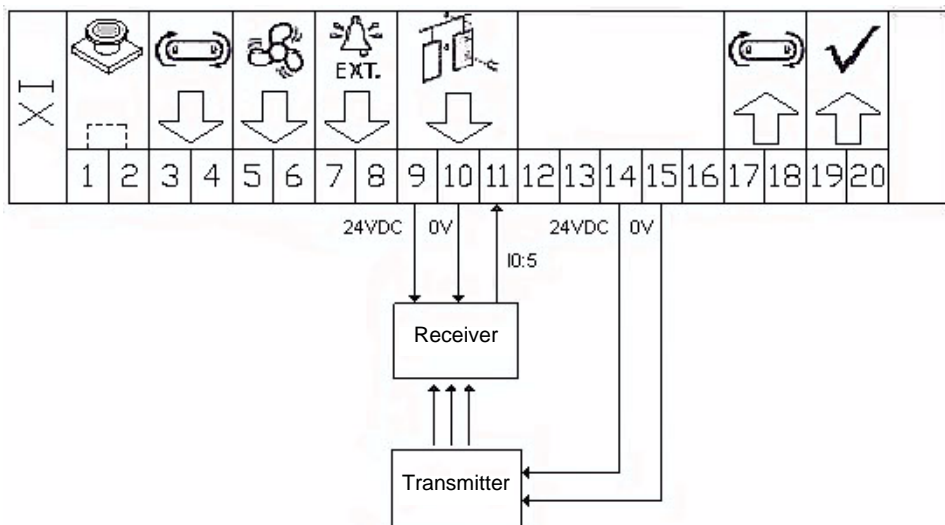 EXT.
XI
1 2 3 4 5 6 7 8 9 10 11 12 13 14 15 16 17 18 19 20
24VDC 0V 24VDC 0V
I0:5
Receiver
Transmitter